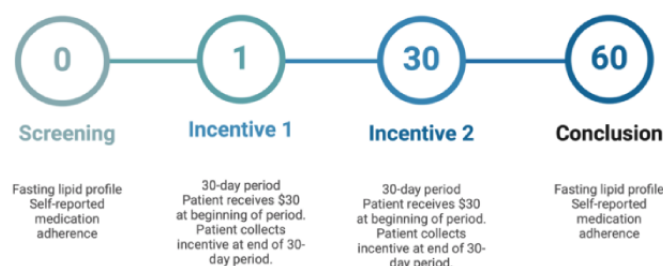 0
1
30
60
Screening
Incentive 1
Incentive 2
Conclusion
Fasting lipid profile
Self-reported
medication
adherence
30-day period
Patient receives $30
at beginning of period.
Patient collects
incentive at end of 30-
day period.
30-day period
Patient receives $30
at beginning of period.
Patient collects
incentive at end of 30-
day period.
Fasting lipid profile
Self-reported
medication
adherence